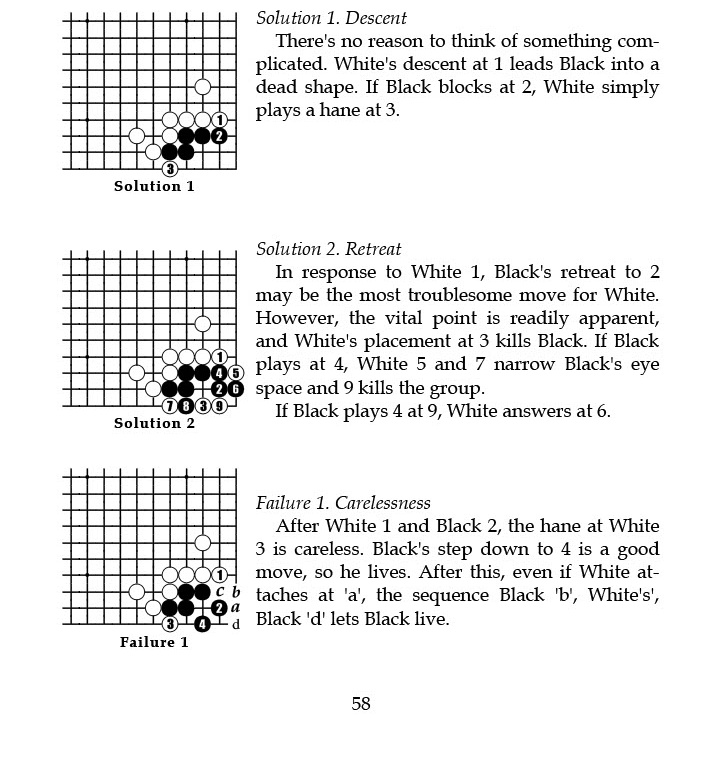 Solution 1. Descent
There's no reason to think of something com-
plicated. White's descent at 1 leads Black into a
dead shape. If Black blocks at 2, White simply
plays a hane at 3.
1
2
3
Solution 1
Solution 2. Retreat
In response to White 1, Black's retreat to 2
may be the most troublesome move for White.
However, the vital point is readily apparent,
and White's placement at 3 kills Black. If Black
plays at 4, White 5 and 7 narrow Black's eye
space and 9 kills the group.
If Black plays 4 at 9, White answers at 6.
1
4 5
2 6
7 8 3 9
Solution 2
Failure 1. Carelessness
After White 1 and Black 2, the hane at White
3 is careless. Black's step down to 4 is a good
move, so he lives. After this, even if White at-
taches at 'a', the sequence Black 'b', White's',
Black 'd' lets Black live.
1
c b
2 a
3 4 d
Failure 1
58